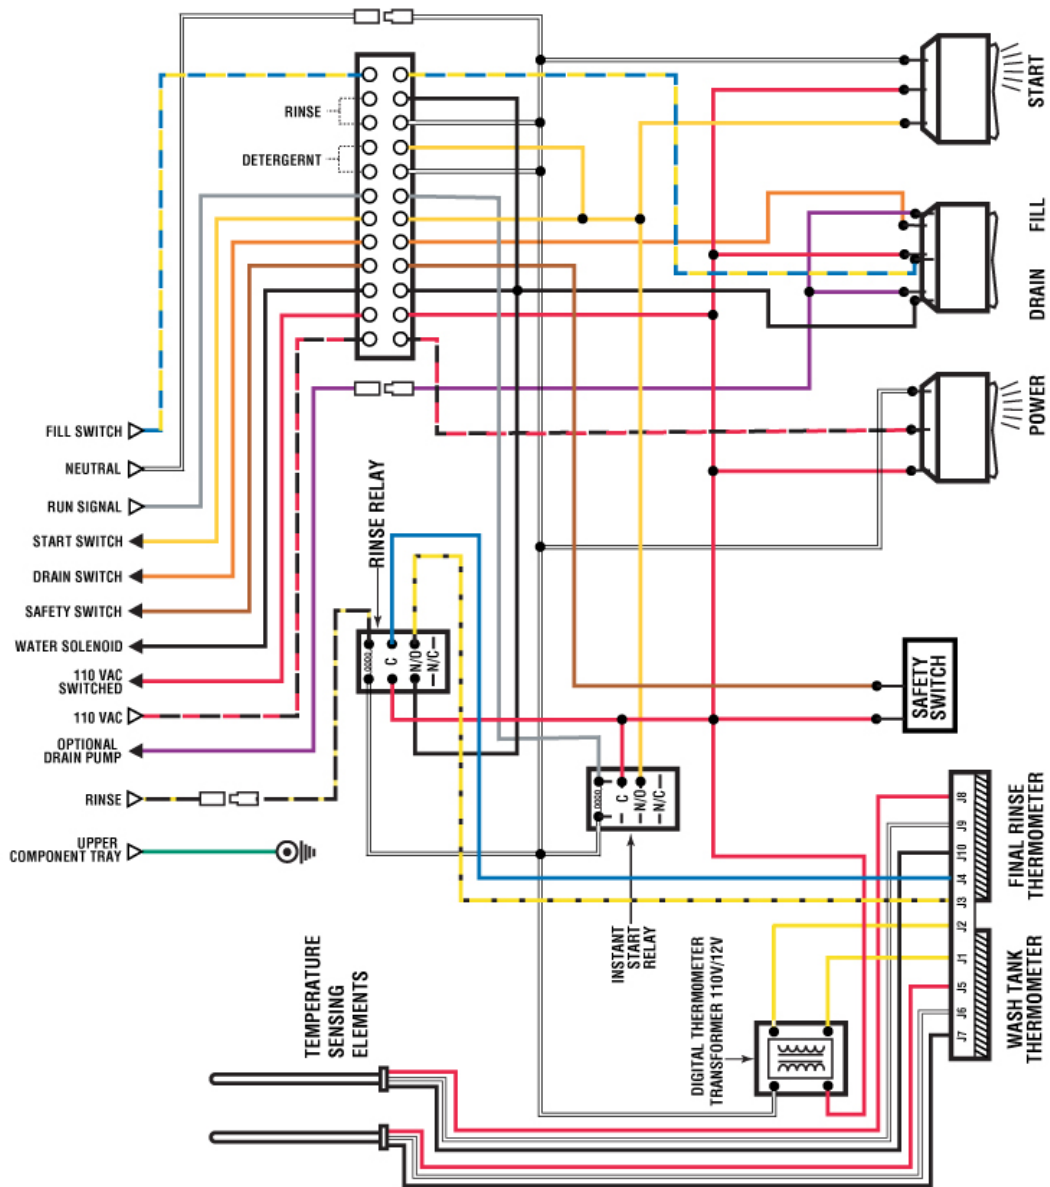 START
RINSE
DETERGERNT
FILL
DRAIN
POWER
FILL SWITCH
NEUTRAL
RUN SIGNAL
START SWITCH
DRAIN SWITCH
SAFETY SWITCH
WATER SOLENOID
110 VAC
SWITCHED
110 VAC
OPTIONAL
DRAIN PUMP
RINSE
UPPER
COMPONENT TRAY
RINSE RELAY
C
N/O
N/C
SAFETY
SWITCH
C
N/O
N/C
INSTANT
START
RELAY
J8
J9
J10
J4
J3
J2
J1
J5
J6
J7
FINAL RINSE
THERMOMETER
WASH TANK
THERMOMETER
TEMPERATURE
SENSING
ELEMENTS
DIGITAL THERMOMETER
TRANSFORMER 110V/12V